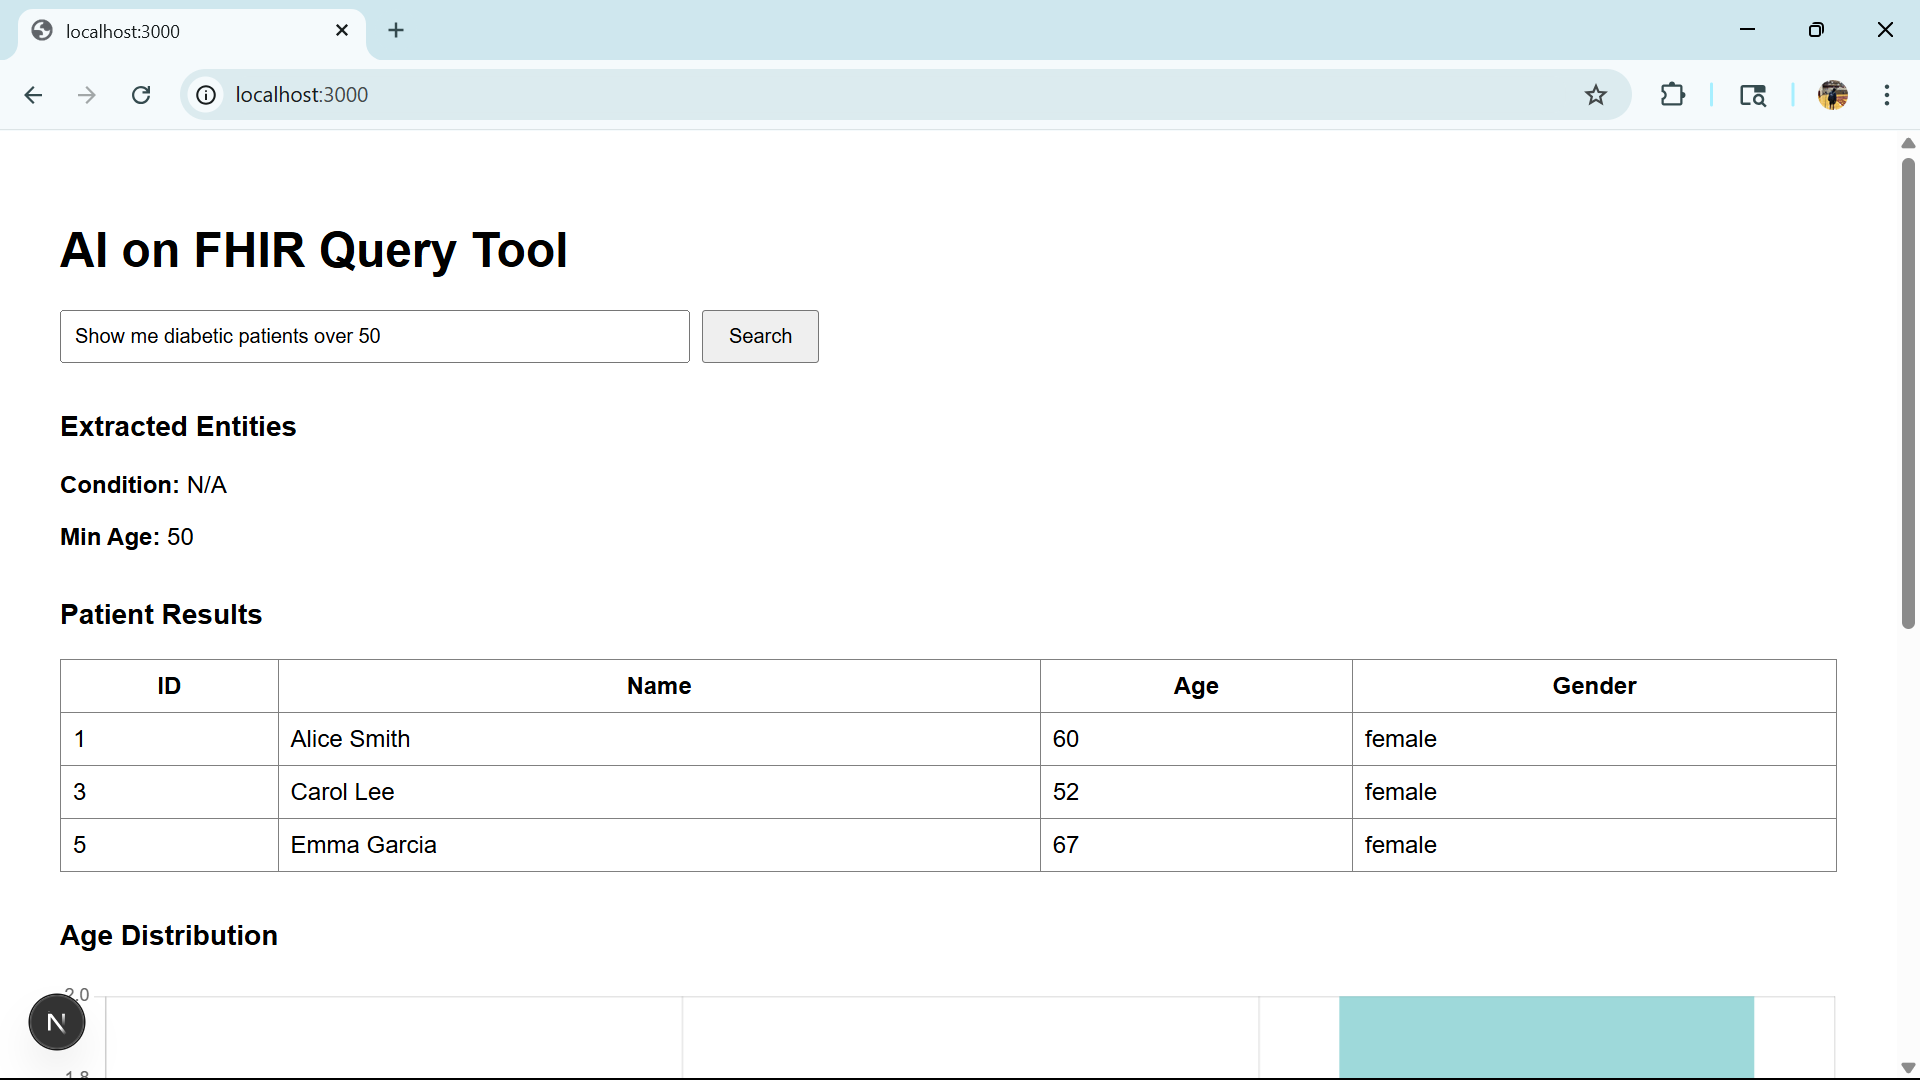 localhost:3000
localhost:3000
AI on FHIR Query Tool
Show me diabetic patients over 50 Search
Extracted Entities
Condition: N/A
Min Age: 50
Patient Results
ID Name Age Gender
1 Alice Smith 60 female
3 Carol Lee 52 female
5 Emma Garcia 67 female
Age Distribution
2.0
N
1.8